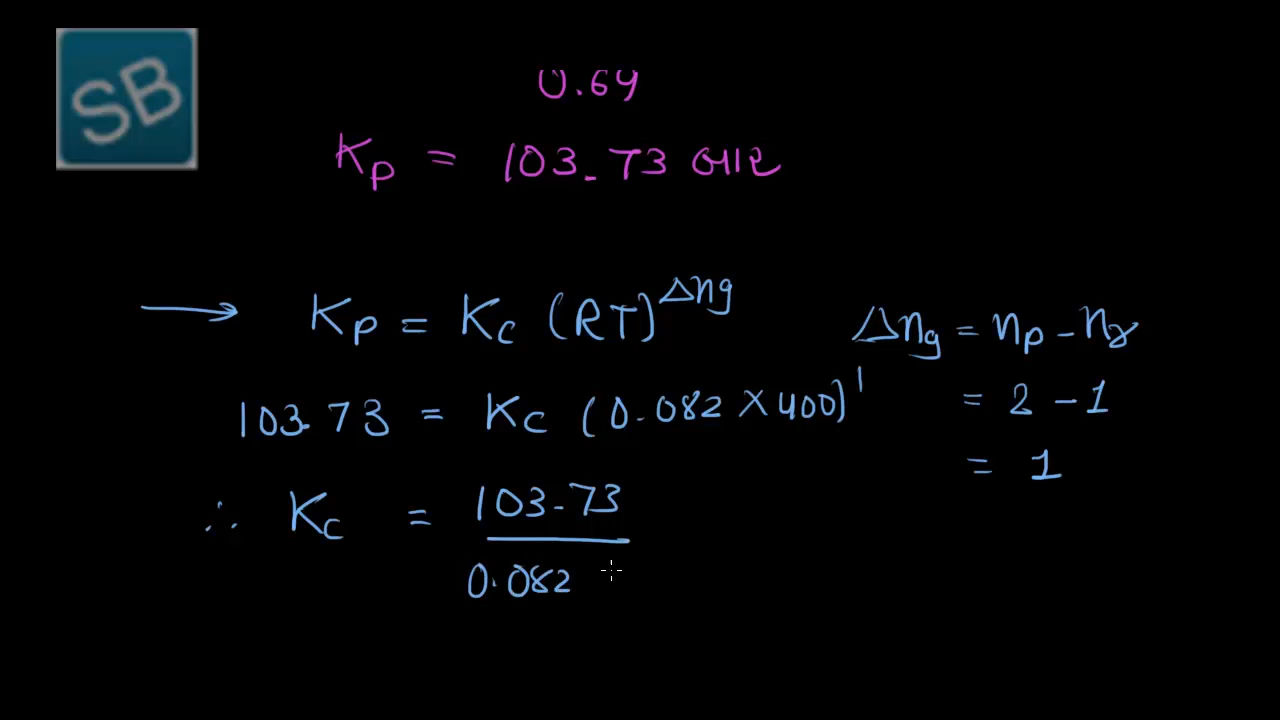 SB
0.64
Kp = 103.73 આ૨
→ Kp = Kc (RT)^Δng
Δng = np - nr
103.73 = Kc (0.082 × 400)^1
= 2 - 1
= 1
∴ Kc = 103.73
0.082